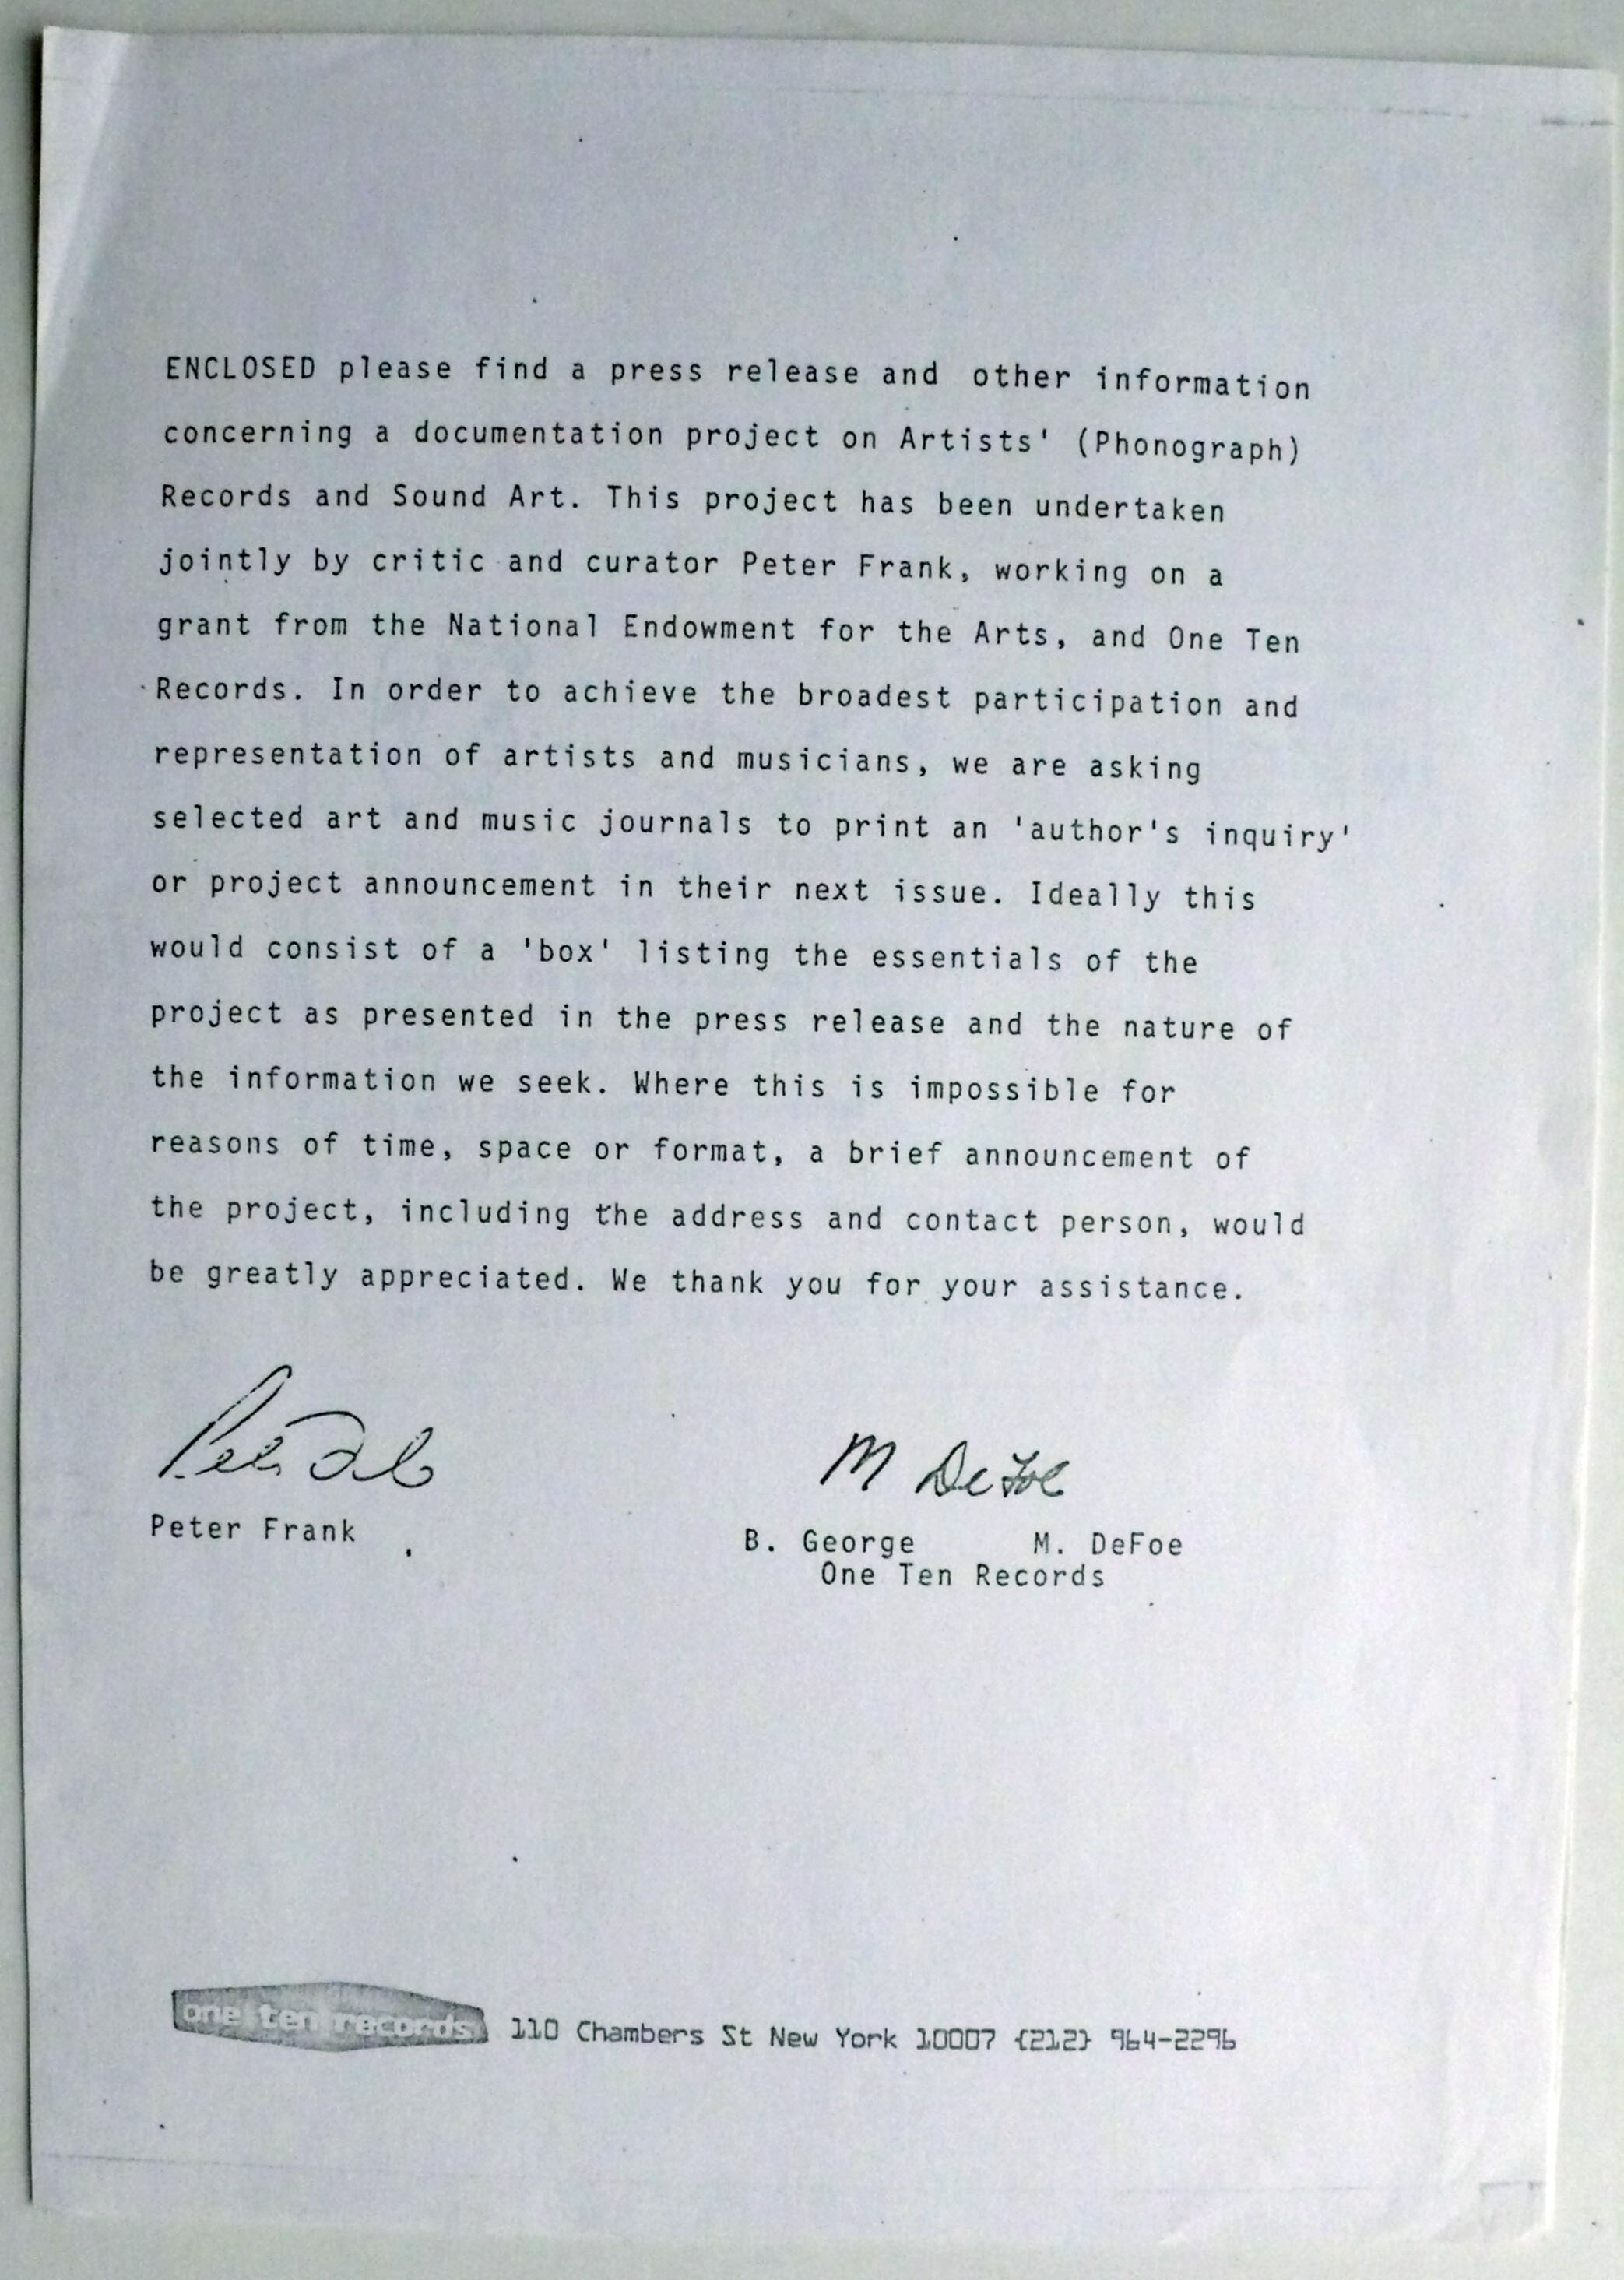 ENCLOSED please find a press release and other information
concerning a documentation project on Artists' (Phonograph)
Records and Sound Art. This project has been undertaken
jointly by critic and curator Peter Frank, working on a
grant from the National Endowment for the Arts, and One Ten
Records. In order to achieve the broadest participation and
representation of artists and musicians, we are asking
selected art and music journals to print an 'author's inquiry'
or project announcement in their next issue. Ideally this
would consist of a 'box' listing the essentials of the
project as presented in the press release and the nature of
the information we seek. Where this is impossible for
reasons of time, space or format, a brief announcement of
the project, including the address and contact person, would
be greatly appreciated. We thank you for your assistance.
M DeFoe
Peter Frank
B. George M. DeFoe
One Ten Records
one ten records 110 Chambers St New York 10007 {212} 964-2296